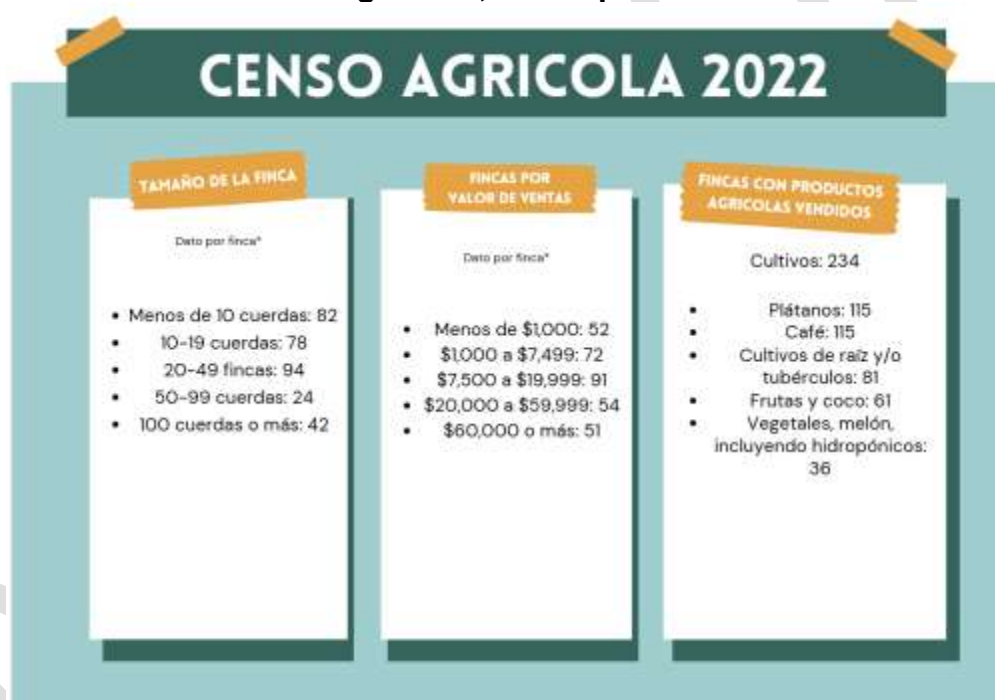 CENSO AGRICOLA 2022
TAMAÑO DE LA FINCA
Dato por finca*
• Menos de 10 cuerdas: 82
• 10-19 cuerdas: 78
• 20-49 fincas: 94
• 50-99 cuerdas: 24
• 100 cuerdas o más: 42
FINCAS POR
VALOR DE VENTAS
Dato por finca*
• Menos de $1,000: 52
• $1,000 a $7,499: 72
• $7,500 a $19,999: 91
• $20,000 a $59,999: 54
• $60,000 o más: 51
FINCAS CON PRODUCTOS
AGRICOLAS VENDIDOS
Cultivos: 234
• Plátanos: 115
• Café: 115
• Cultivos de raíz y/o
tubérculos: 81
• Frutas y coco: 61
• Vegetales, melón,
incluyendo hidropónicos:
36